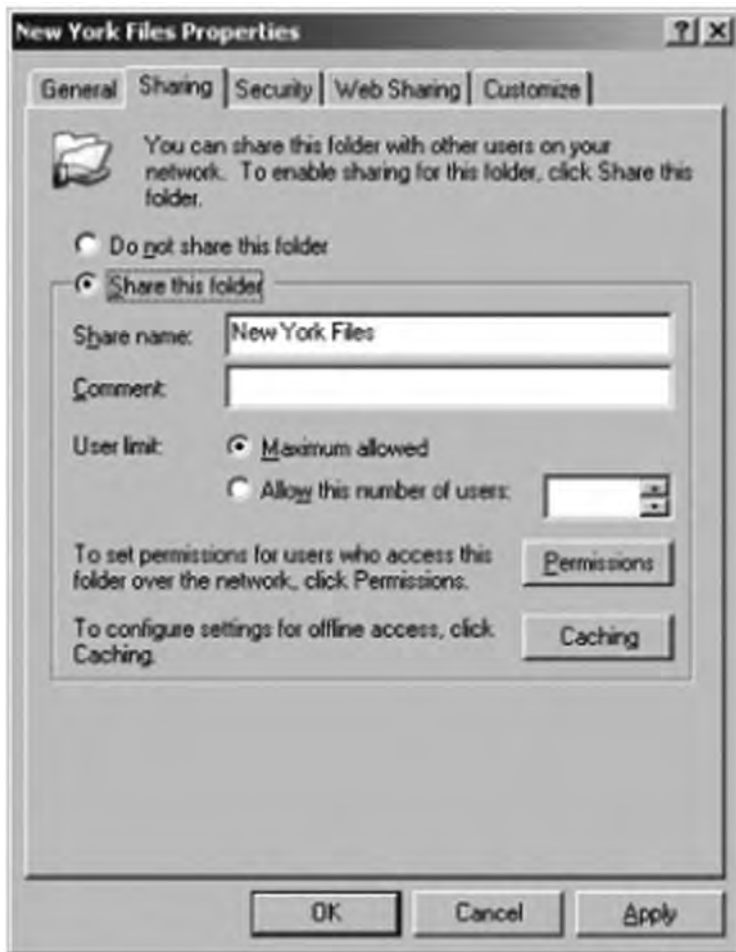 New York Files Properties
General Sharing Security Web Sharing Customize
You can share this folder with other users on your
network. To enable sharing for this folder, click Share this
folder.
Do not share this folder
Share this folder
Share name: New York Files
Comment:
User limit: Maximum allowed
Allow this number of users:
To set permissions for users who access this
folder over the network, click Permissions.
Permissions
To configure settings for offline access, click
Caching.
Caching
OK Cancel Apply